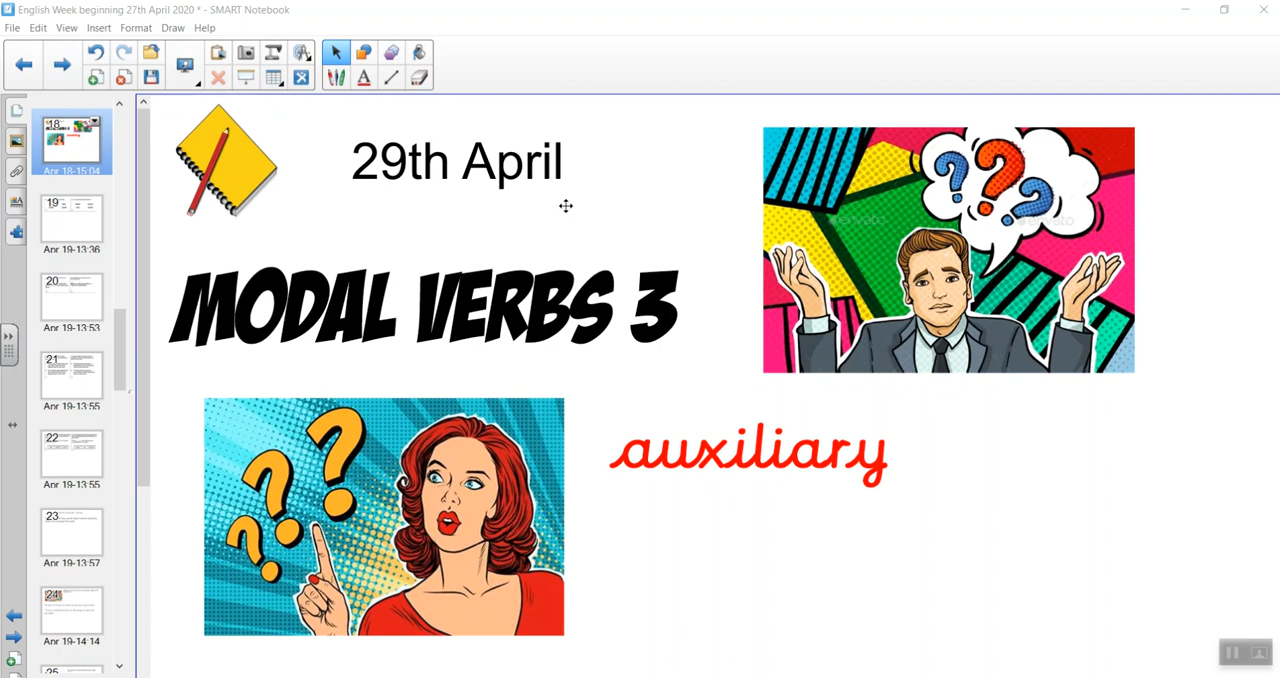 English Week beginning 27th April 2020 * - SMART Notebook
File Edit View Insert Format Draw Help
29th April
MODAL VERBS 3
auxiliary
18
Apr 18-15:04
19
Apr 19-13:36
20
Apr 19-13:53
21
Apr 19-13:55
22
Apr 19-13:55
23
Apr 19-13:57
24
Apr 19-14:14
25